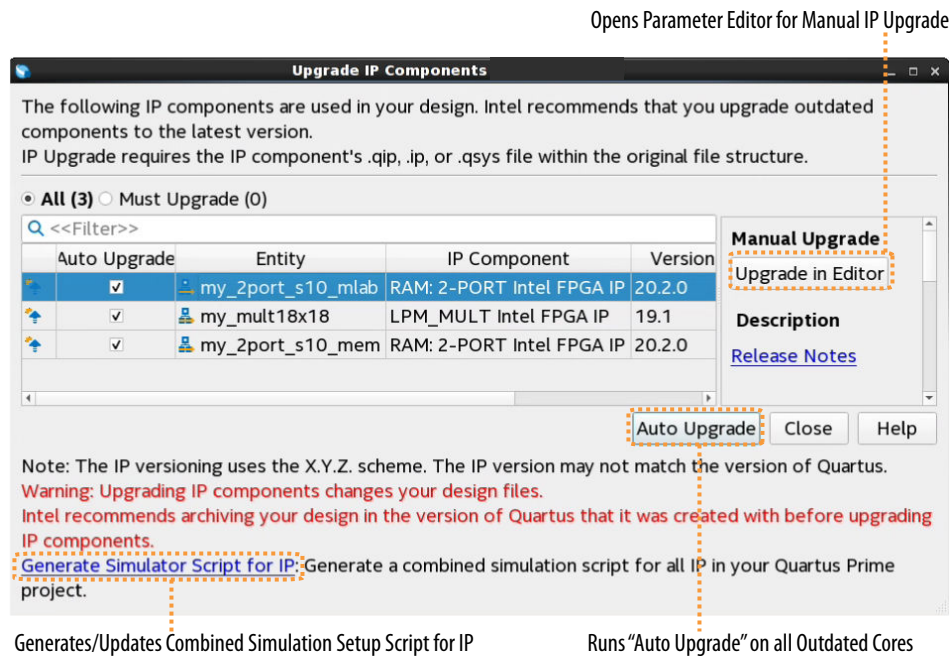 Opens Parameter Editor for Manual IP Upgrade
Upgrade IP Components
The following IP components are used in your design. Intel recommends that you upgrade outdated
components to the latest version.
IP Upgrade requires the IP component's .qip, .ip, or .qsys file within the original file structure.
All (3) Must Upgrade (0)
<<Filter>>
Auto Upgrade Entity IP Component Version
my_2port_s10_mlab RAM: 2-PORT Intel FPGA IP 20.2.0
my_mult18x18 LPM_MULT Intel FPGA IP 19.1
my_2port_s10_mem RAM: 2-PORT Intel FPGA IP 20.2.0
Manual Upgrade
Upgrade in Editor
Description
Release Notes
Auto Upgrade Close Help
Note: The IP versioning uses the X.Y.Z. scheme. The IP version may not match the version of Quartus.
Warning: Upgrading IP components changes your design files.
Intel recommends archiving your design in the version of Quartus that it was created with before upgrading
IP components.
Generate Simulator Script for IP: Generate a combined simulation script for all IP in your Quartus Prime
project.
Generates/Updates Combined Simulation Setup Script for IP
Runs "Auto Upgrade" on all Outdated Cores